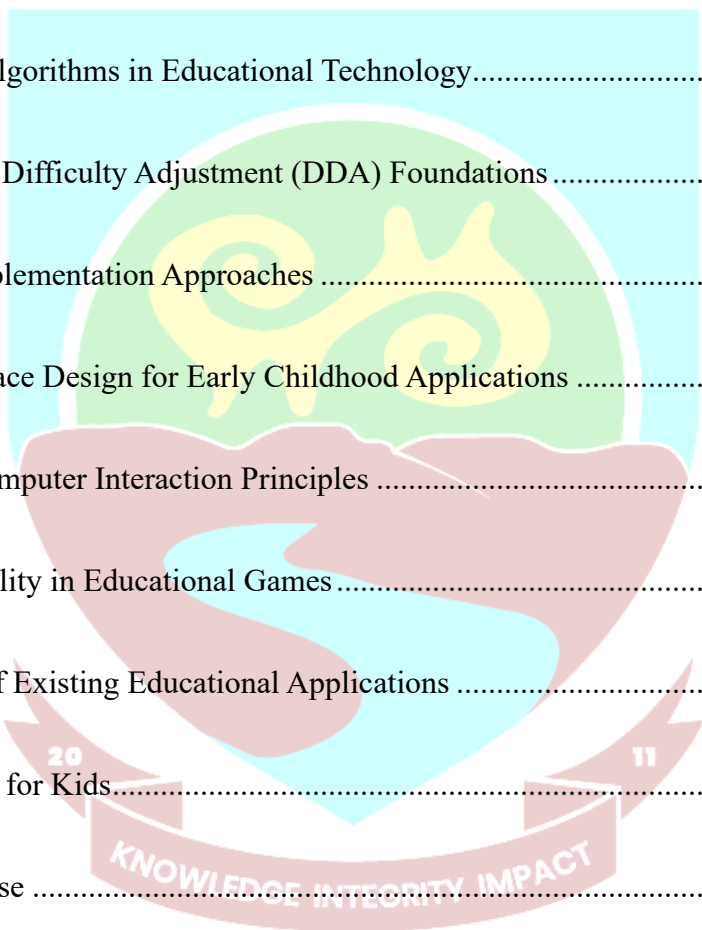 lgorithms in Educational Technology
Difficulty Adjustment (DDA) Foundations
plementation Approaches
ace Design for Early Childhood Applications
mputer Interaction Principles
lity in Educational Games
f Existing Educational Applications
20 11
for Kids
KNOWLEDGE INTEGRITY IMPACT
se